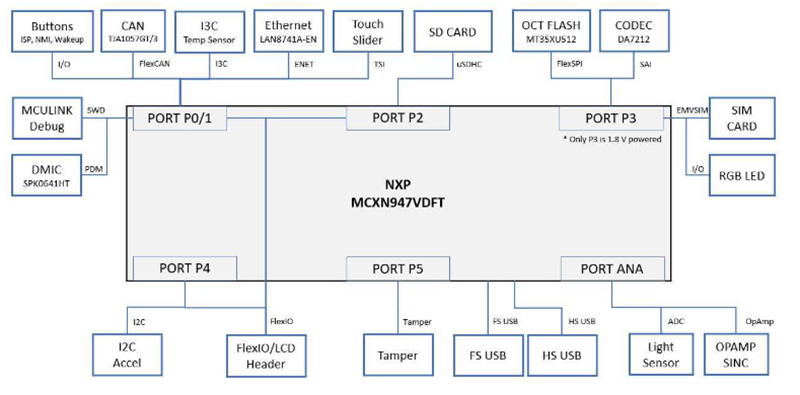 Buttons
ISP, NMI, Wakeup
CAN
TJA1057GT/3
I3C
Temp Sensor
Ethernet
LAN8741A-EN
Touch
Slider
SD CARD
OCT FLASH
MT35XU512
CODEC
DA7212
I/O
FlexCAN
I3C
ENET
TSI
uSDHC
FlexSPI
SAI
MCULINK
Debug
SWD
PORT P0/1
PORT P2
PORT P3
EMVSIM
SIM
CARD
* Only P3 is 1.8 V powered
DMIC
SPK0641HT
PDM
I/O
RGB LED
NXP
MCXN947VDFT
PORT P4
PORT P5
PORT ANA
I2C
FlexIO
Tamper
FS USB
HS USB
ADC
OpAmp
I2C
Accel
FlexIO/LCD
Header
Tamper
FS USB
HS USB
Light
Sensor
OPAMP
SINC